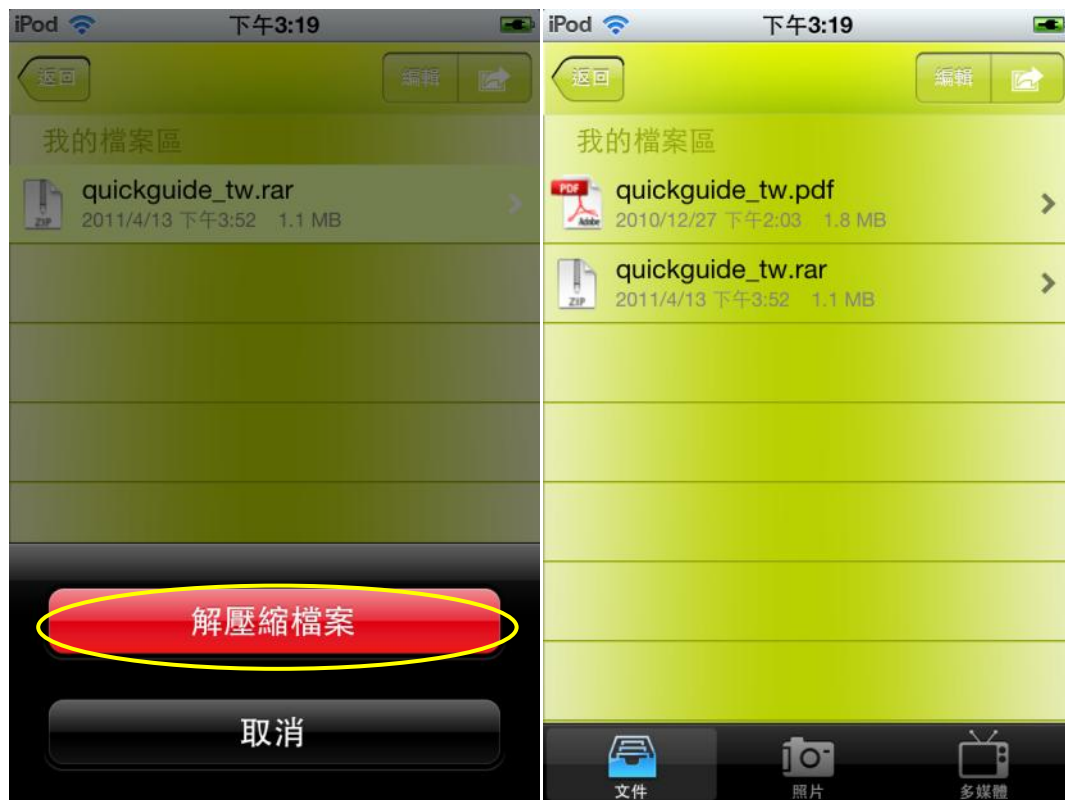 iPod 下午3:19
返回 編輯
我的檔案區
quickguide_tw.rar
ZIP
2011/4/13 下午3:52 1.1 MB
解壓縮檔案
取消
iPod 下午3:19
返回 編輯
我的檔案區
PDF
Adobe
quickguide_tw.pdf
2010/12/27 下午2:03 1.8 MB
quickguide_tw.rar
ZIP
2011/4/13 下午3:52 1.1 MB
文件 照片 多媒體